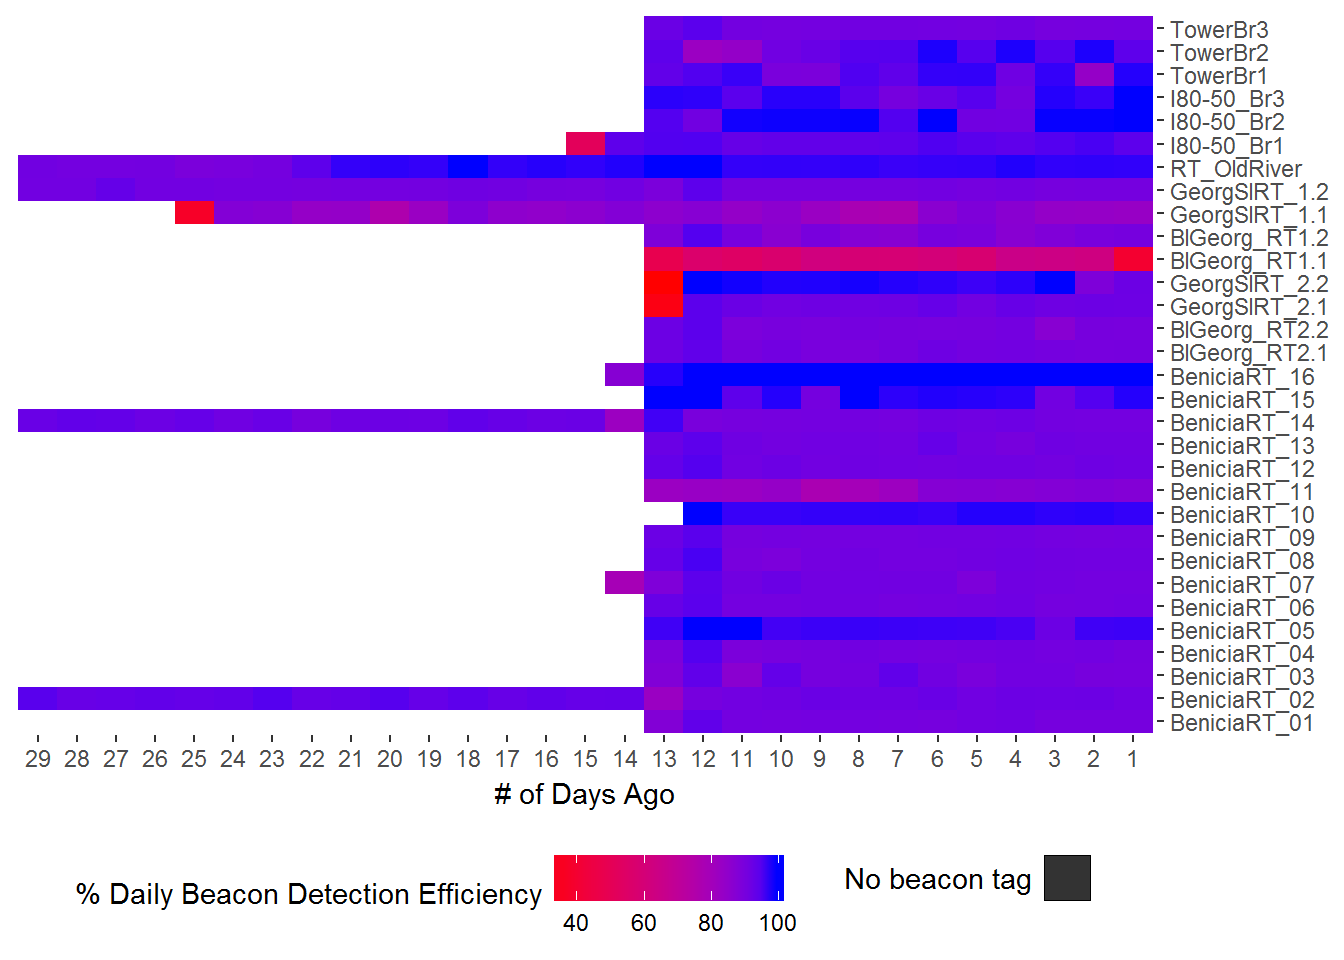 TowerBr3
TowerBr2
TowerBr1
I80-50_Br3
I80-50_Br2
I80-50_Br1
RT_OldRiver
GeorgSlRT_1.2
GeorgSlRT_1.1
BlGeorg_RT1.2
BlGeorg_RT1.1
GeorgSlRT_2.2
GeorgSlRT_2.1
BlGeorg_RT2.2
BlGeorg_RT2.1
BeniciaRT_16
BeniciaRT_15
BeniciaRT_14
BeniciaRT_13
BeniciaRT_12
BeniciaRT_11
BeniciaRT_10
BeniciaRT_09
BeniciaRT_08
BeniciaRT_07
BeniciaRT_06
BeniciaRT_05
BeniciaRT_04
BeniciaRT_03
BeniciaRT_02
BeniciaRT_01
29 28 27 26 25 24 23 22 21 20 19 18 17 16 15 14 13 12 11 10 9 8 7 6 5 4 3 2 1
# of Days Ago
% Daily Beacon Detection Efficiency
40 60 80 100
No beacon tag